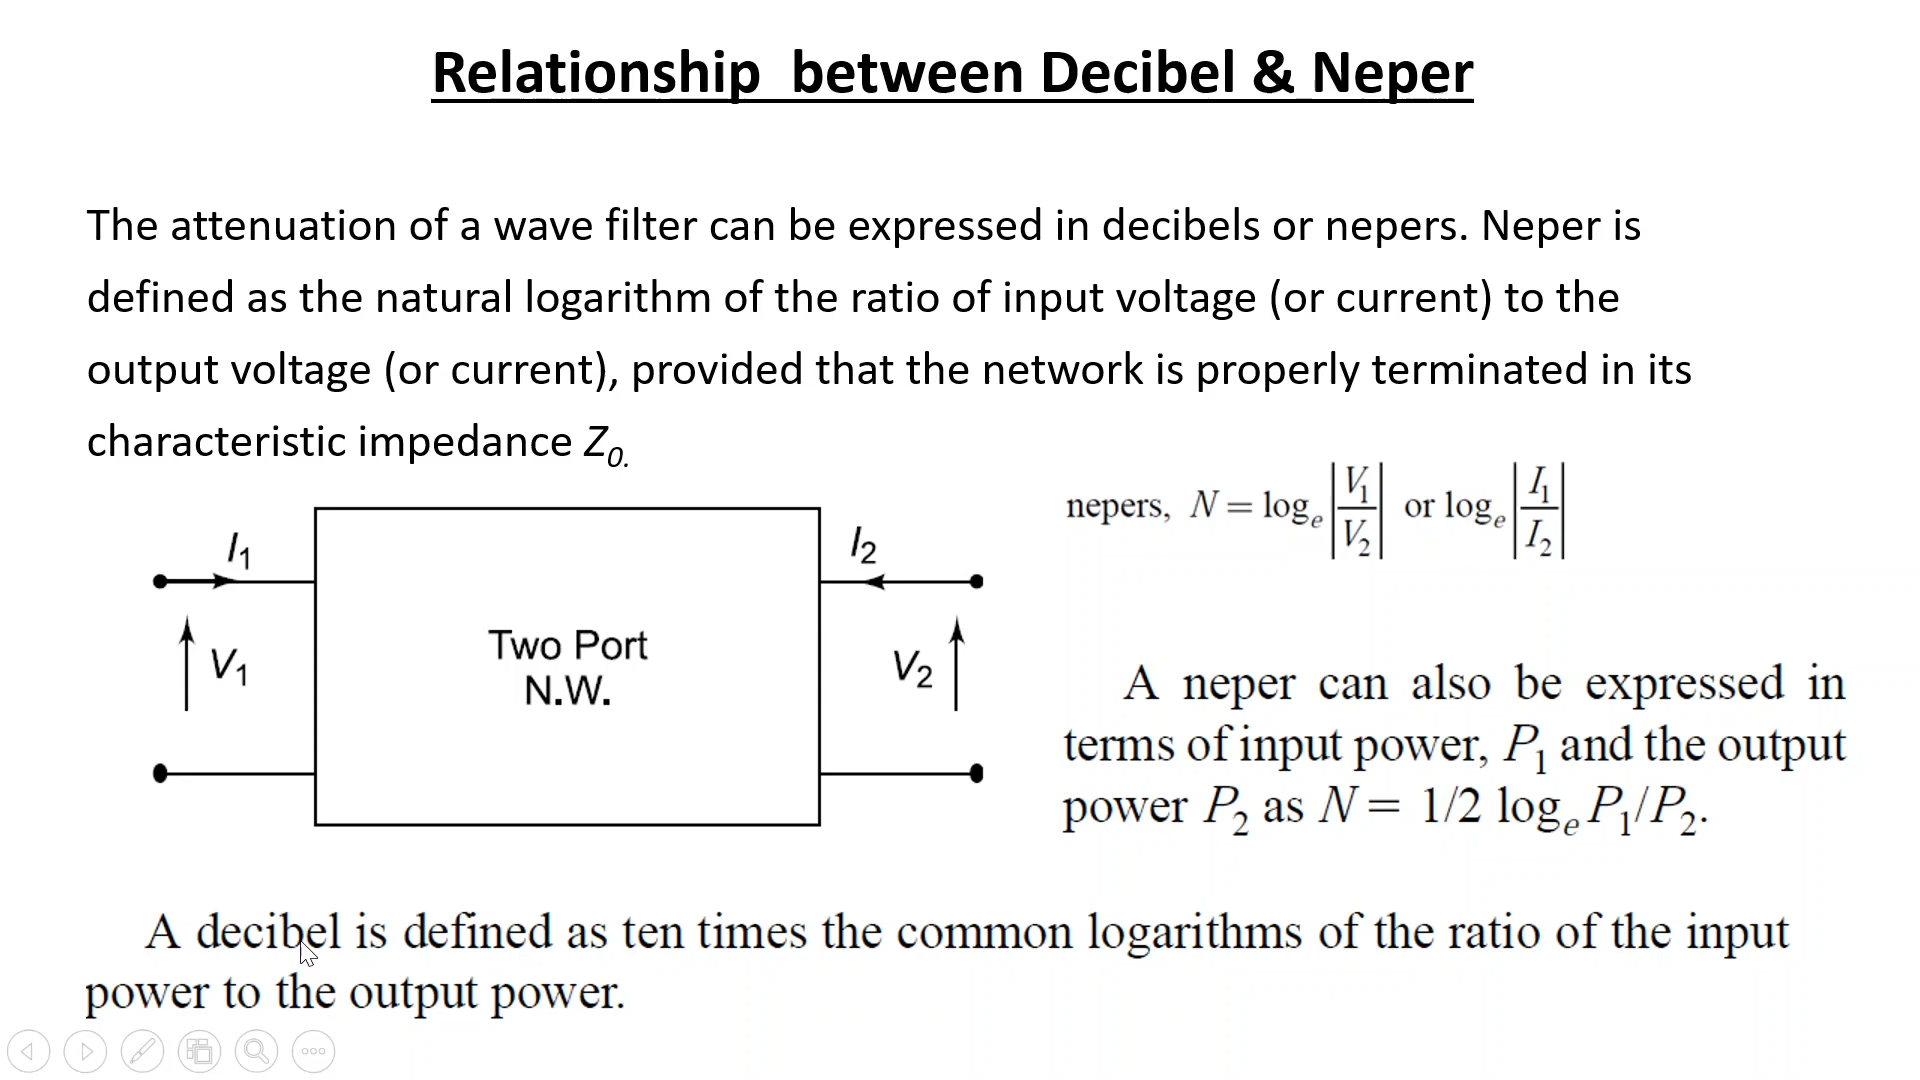 Relationship between Decibel & Neper
The attenuation of a wave filter can be expressed in decibels or nepers. Neper is
defined as the natural logarithm of the ratio of input voltage (or current) to the
output voltage (or current), provided that the network is properly terminated in its
characteristic impedance Z₀.
nepers, N = logₑ |V₁/V₂| or logₑ |I₁/I₂|
I₁
I₂
V₁
Two Port
N.W.
V₂
A neper can also be expressed in
terms of input power, P₁ and the output
power P₂ as N = 1/2 logₑ P₁/P₂.
A decibel is defined as ten times the common logarithms of the ratio of the input
power to the output power.